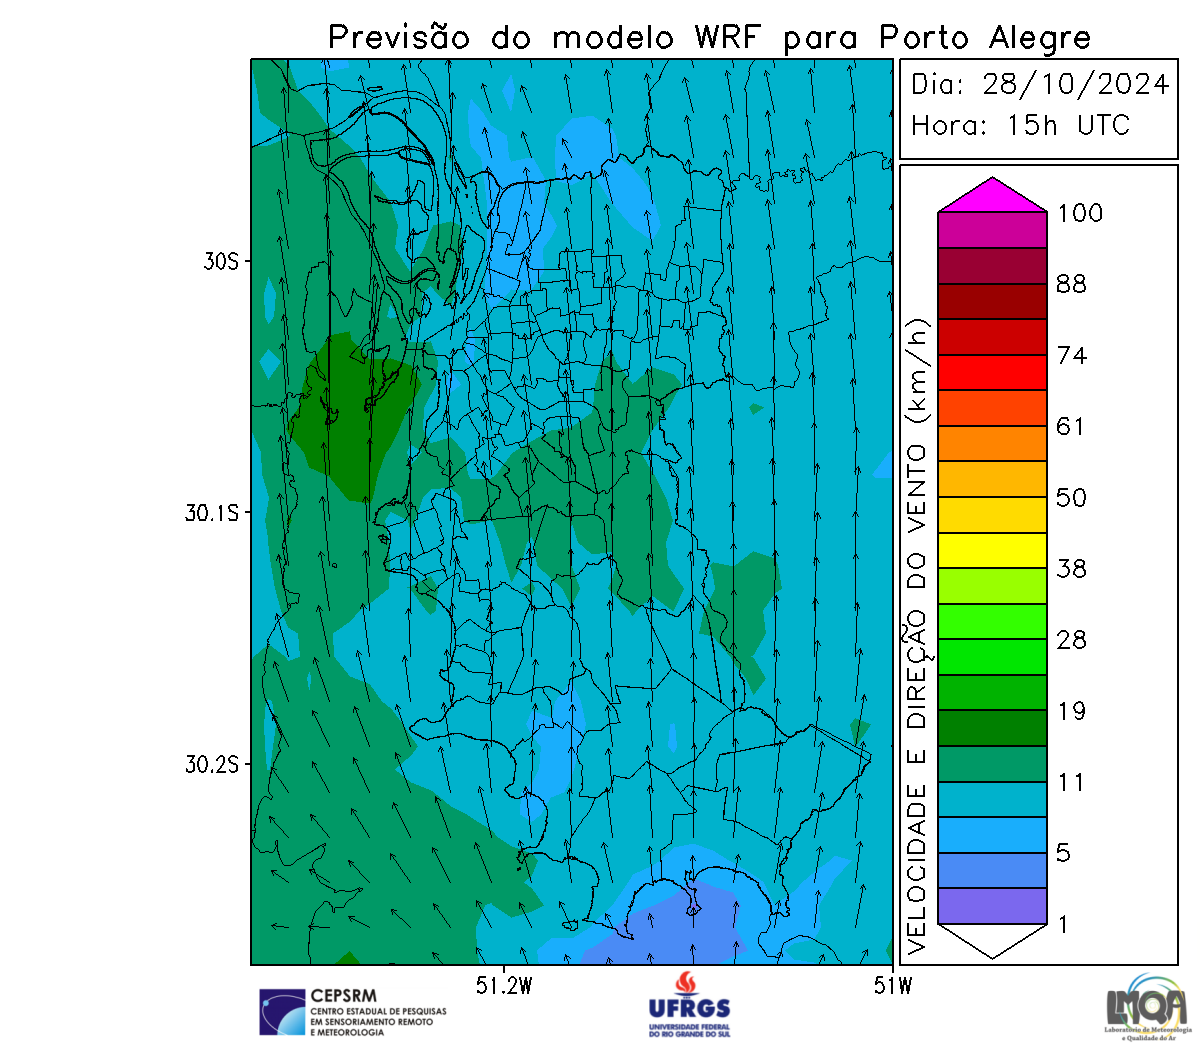 Previsão do modelo WRF para Porto Alegre
Dia: 28/10/2024
Hora: 15h UTC
30S
30.1S
30.2S
51.2W
51W
VELOCIDADE E DIREÇÃO DO VENTO (km/h)
100
88
74
61
50
38
28
19
11
5
1
CEPSRM
CENTRO ESTADUAL DE PESQUISAS
EM SENSORIAMENTO REMOTO
E METEOROLOGIA
UFRGS
UNIVERSIDADE FEDERAL
DO RIO GRANDE DO SUL
LMQA
Laboratório de Meteorologia
e Qualidade do Ar